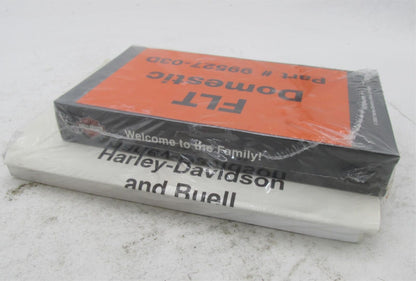 FLT
Domestic
Part # 99527-03D
Welcome to the Family!
Harley-Davidson
and Buell